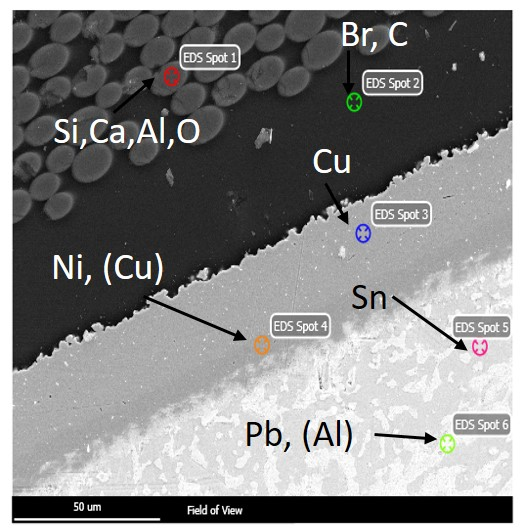 Br, C
EDS Spot 1
EDS Spot 2
Si,Ca,Al,O
Cu
EDS Spot 3
Ni, (Cu)
Sn
EDS Spot 4
EDS Spot 5
EDS Spot 6
Pb, (Al)
50 um
Field of View